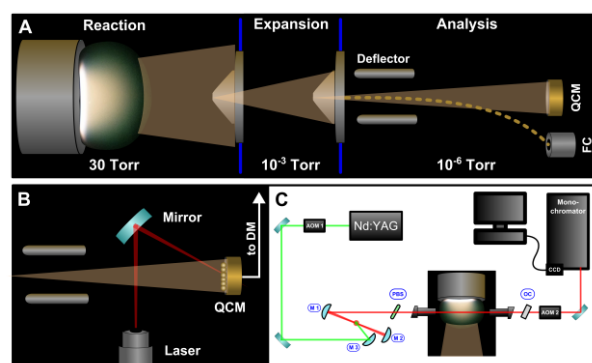 A
Reaction
Expansion
Analysis
Deflector
QCM
FC
30 Torr
10⁻³ Torr
10⁻⁶ Torr
B
Mirror
to DM
QCM
Laser
C
AOM 1
Nd:YAG
Mono-
chromator
CCD
PBS
OC
AOM 2
M 1
M 2
M 3